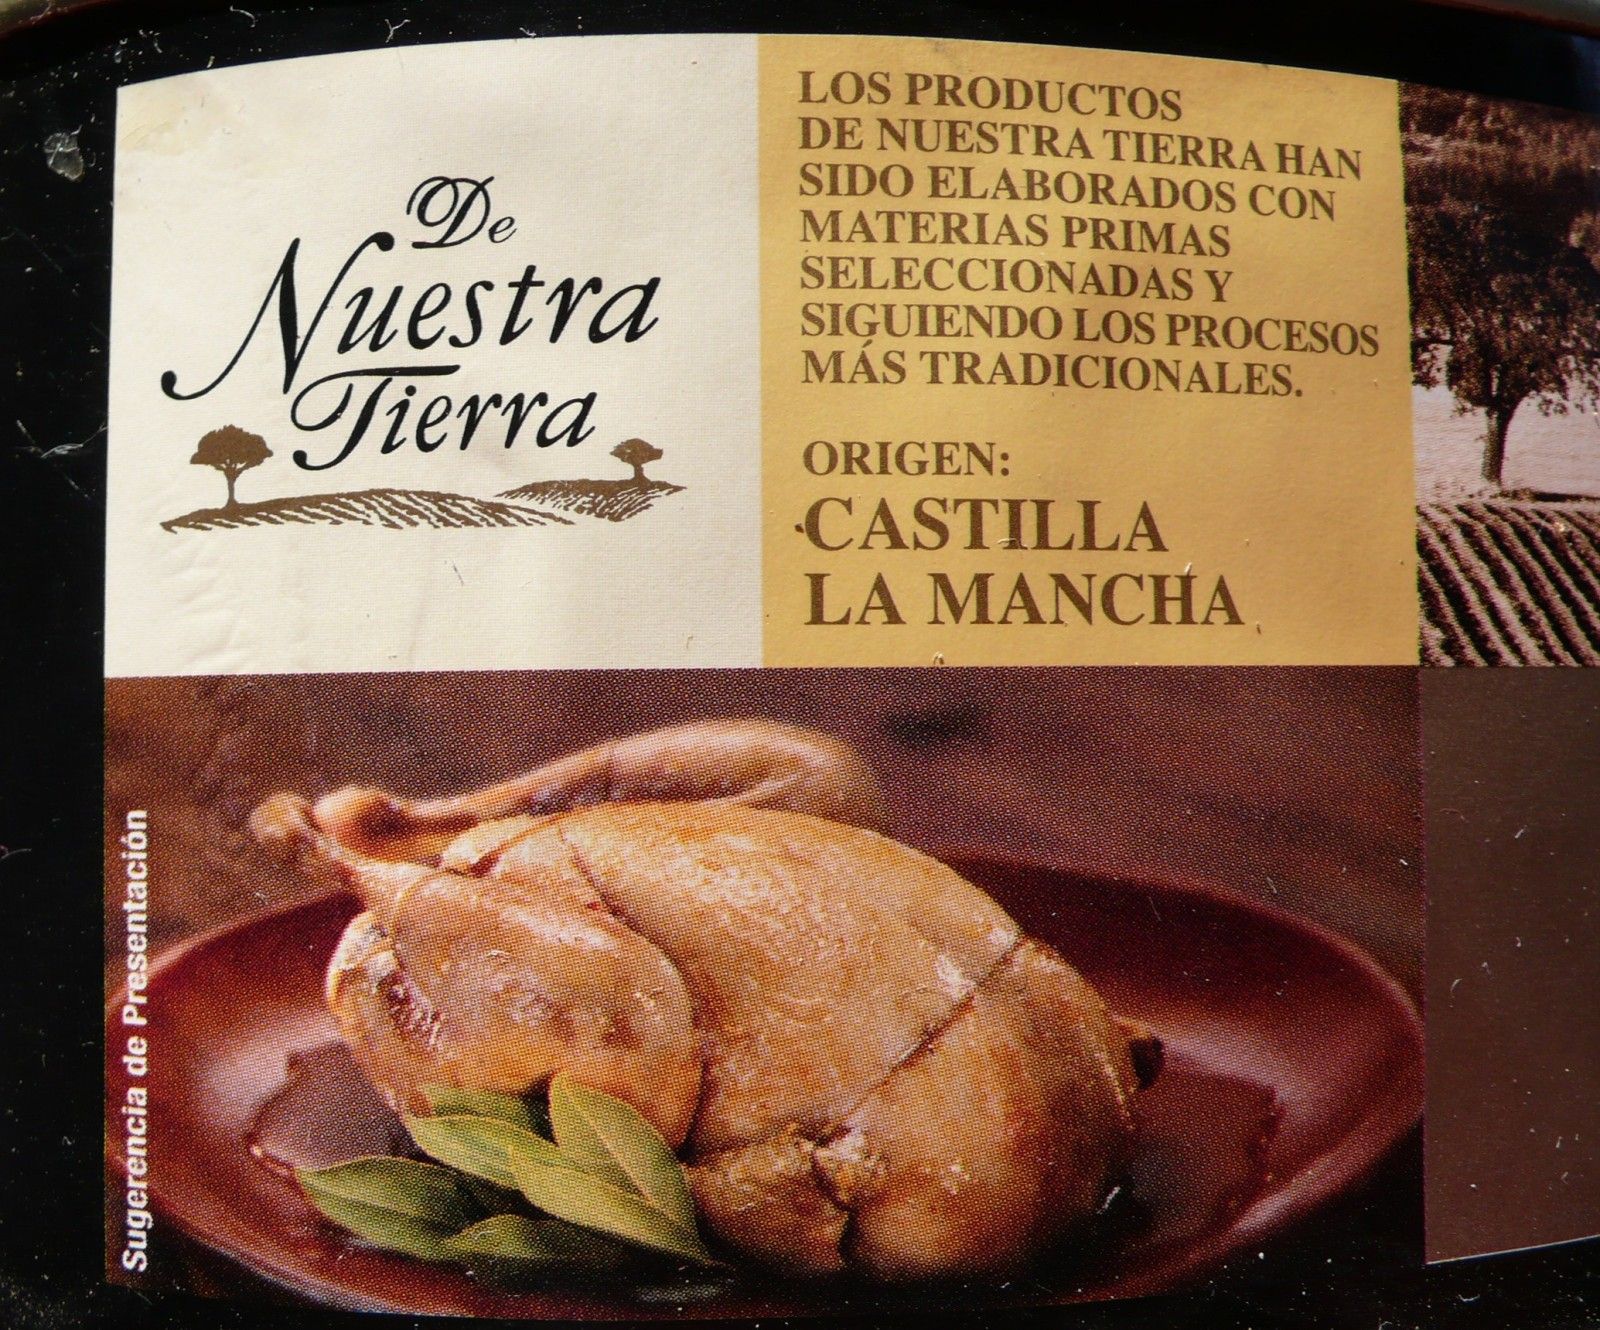 De
Nuestra
Tierra
LOS PRODUCTOS
DE NUESTRA TIERRA HAN
SIDO ELABORADOS CON
MATERIAS PRIMAS
SELECCIONADAS Y
SIGUIENDO LOS PROCESOS
MÁS TRADICIONALES.
ORIGEN:
CASTILLA
LA MANCHA
Sugerencia de Presentación